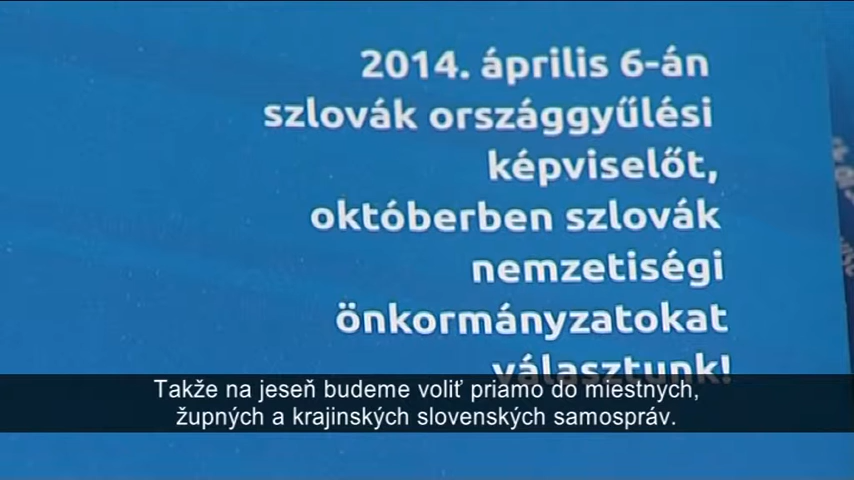 2014. április 6-án
szlovák országgyűlési
képviselőt,
októberben szlovák
nemzetiségi
önkormányzatokat
választunk!
Takže na jeseň budeme voliť priamo do miestnych,
župných a krajinských slovenských samospráv.